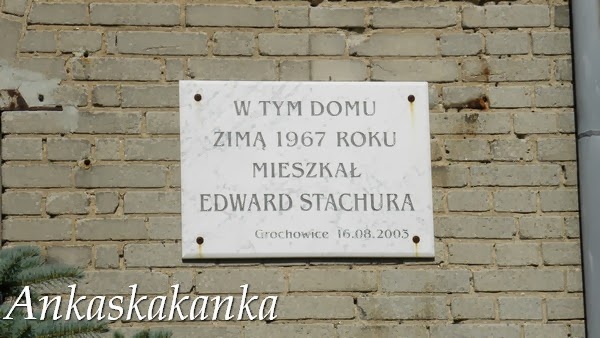 W TYM DOMU
ZIMĄ 1967 ROKU
MIESZKAŁ
EDWARD STACHURA
Grochowice 16.08.2003
Ankaskakanka